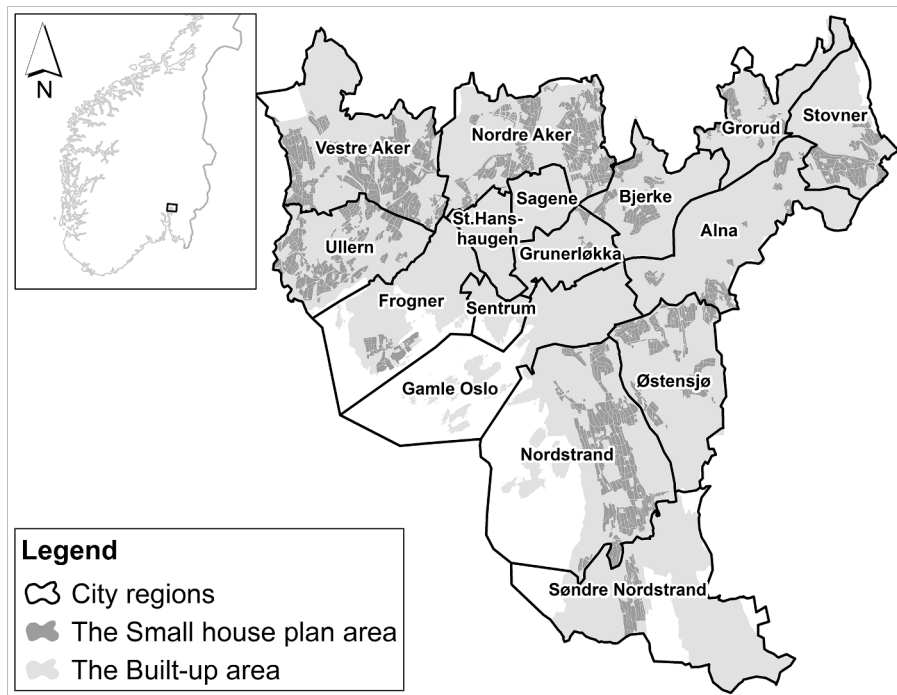 N
Vestre Aker
Nordre Aker
Grorud
Stovner
Sagene
Bjerke
St.Hans-
haugen
Ullern
Grunerløkka
Alna
Frogner
Sentrum
Gamle Oslo
Østensjø
Nordstrand
Søndre Nordstrand
Legend
City regions
The Small house plan area
The Built-up area